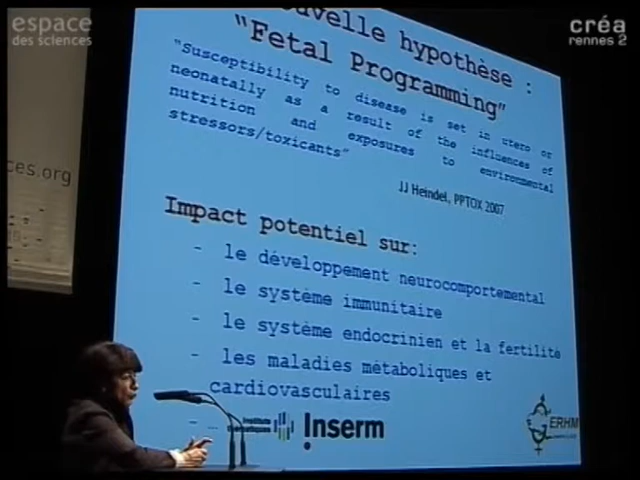 espace
des sciences
créa
rennes 2
ces.org
velle hypothèse :
"Fetal Programming"
"Susceptibility to disease is set in utero or
neonatally as a result of the influences of
nutrition and exposures to environmental
stressors/toxicants"
JJ Heindel, PPTOX 2007
Impact potentiel sur:
- le développement neurocomportemental
- le système immunitaire
- le système endocrinien et la fertilité
- les maladies métaboliques et
cardiovasculaires
- ...
Inserm
GERHM